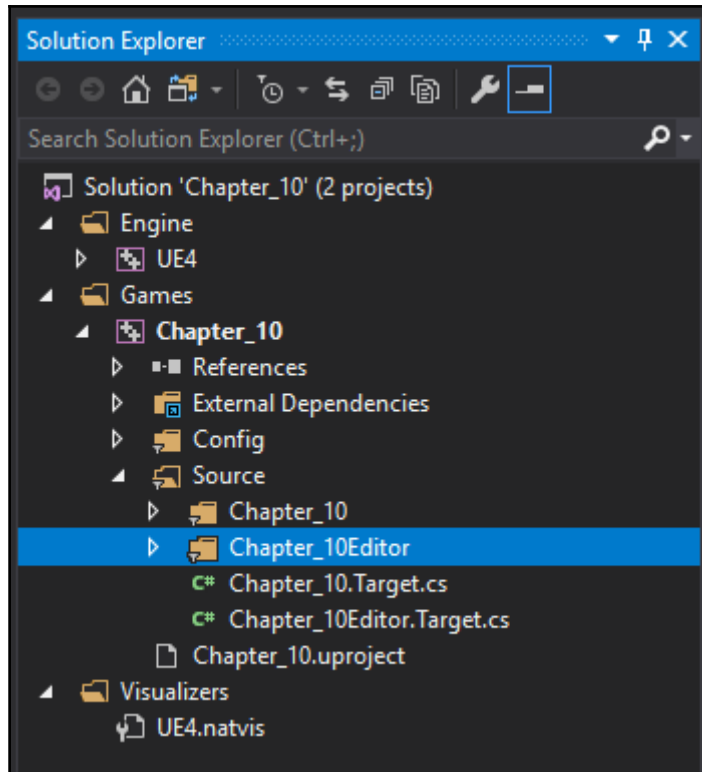 Solution Explorer
Search Solution Explorer (Ctrl+;)
Solution 'Chapter_10' (2 projects)
Engine
UE4
Games
Chapter_10
References
External Dependencies
Config
Source
Chapter_10
Chapter_10Editor
C# Chapter_10.Target.cs
C# Chapter_10Editor.Target.cs
Chapter_10.uproject
Visualizers
UE4.natvis